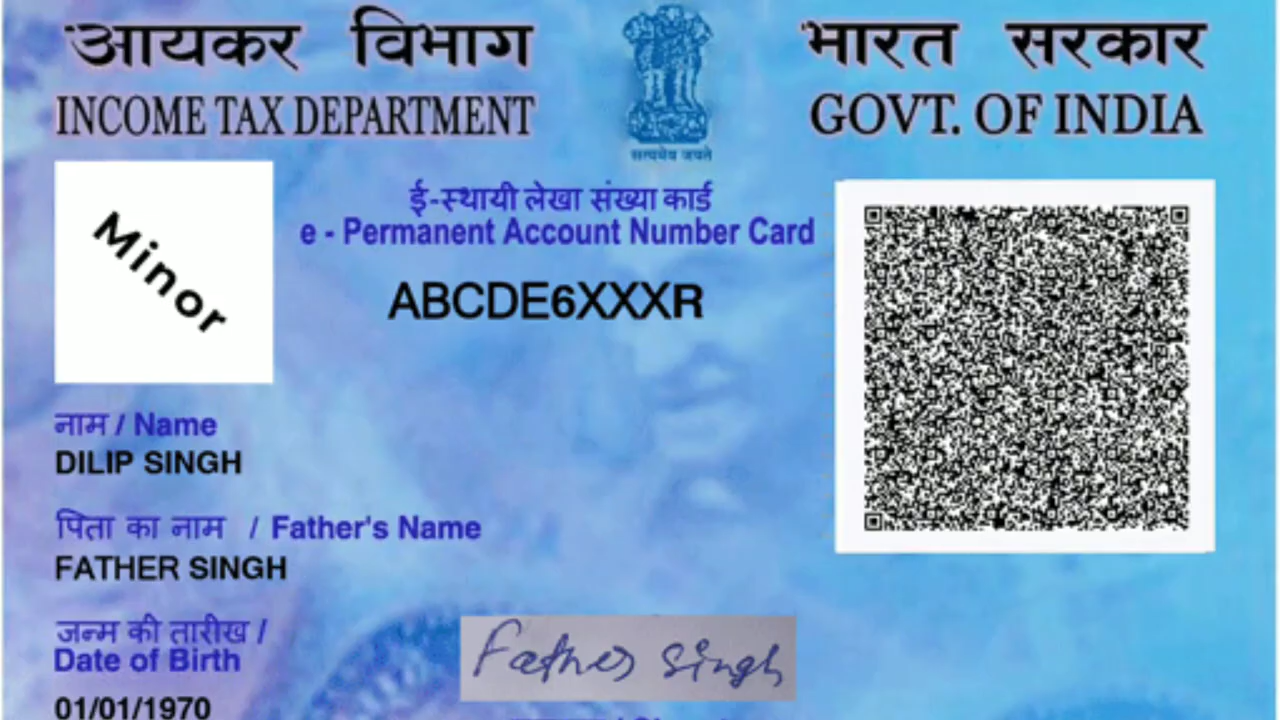 आयकर विभाग
INCOME TAX DEPARTMENT
सत्यमेव जयते
भारत सरकार
GOVT. OF INDIA
Minor
ई-स्थायी लेखा संख्या कार्ड
e - Permanent Account Number Card
ABCDE6XXXR
नाम / Name
DILIP SINGH
पिता का नाम / Father's Name
FATHER SINGH
जन्म की तारीख /
Date of Birth
01/01/1970
Father Singh